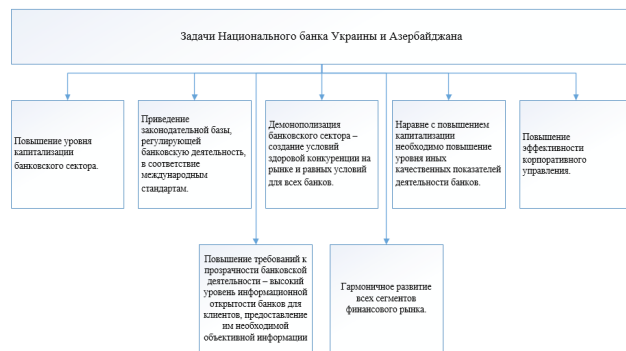 Задачи Национального банка Украины и Азербайджана
Повышение уровня
капитализации
банковского сектора.
Приведение
законодательной базы,
регулирующей
банковскую деятельность,
в соответствие
международным
стандартам.
Демонополизация
банковского сектора –
создание условий
здоровой конкуренции на
рынке и равных условий
для всех банков.
Наравне с повышением
капитализации
необходимо повышение
уровня иных
качественных показателей
деятельности банков.
Повышение
эффективности
корпоративного
управления.
Повышение требований к
прозрачности банковской
деятельности – высокий
уровень информационной
открытости банков для
клиентов, предоставление
им необходимой
объективной информации
Гармоничное развитие
всех сегментов
финансового рынка.